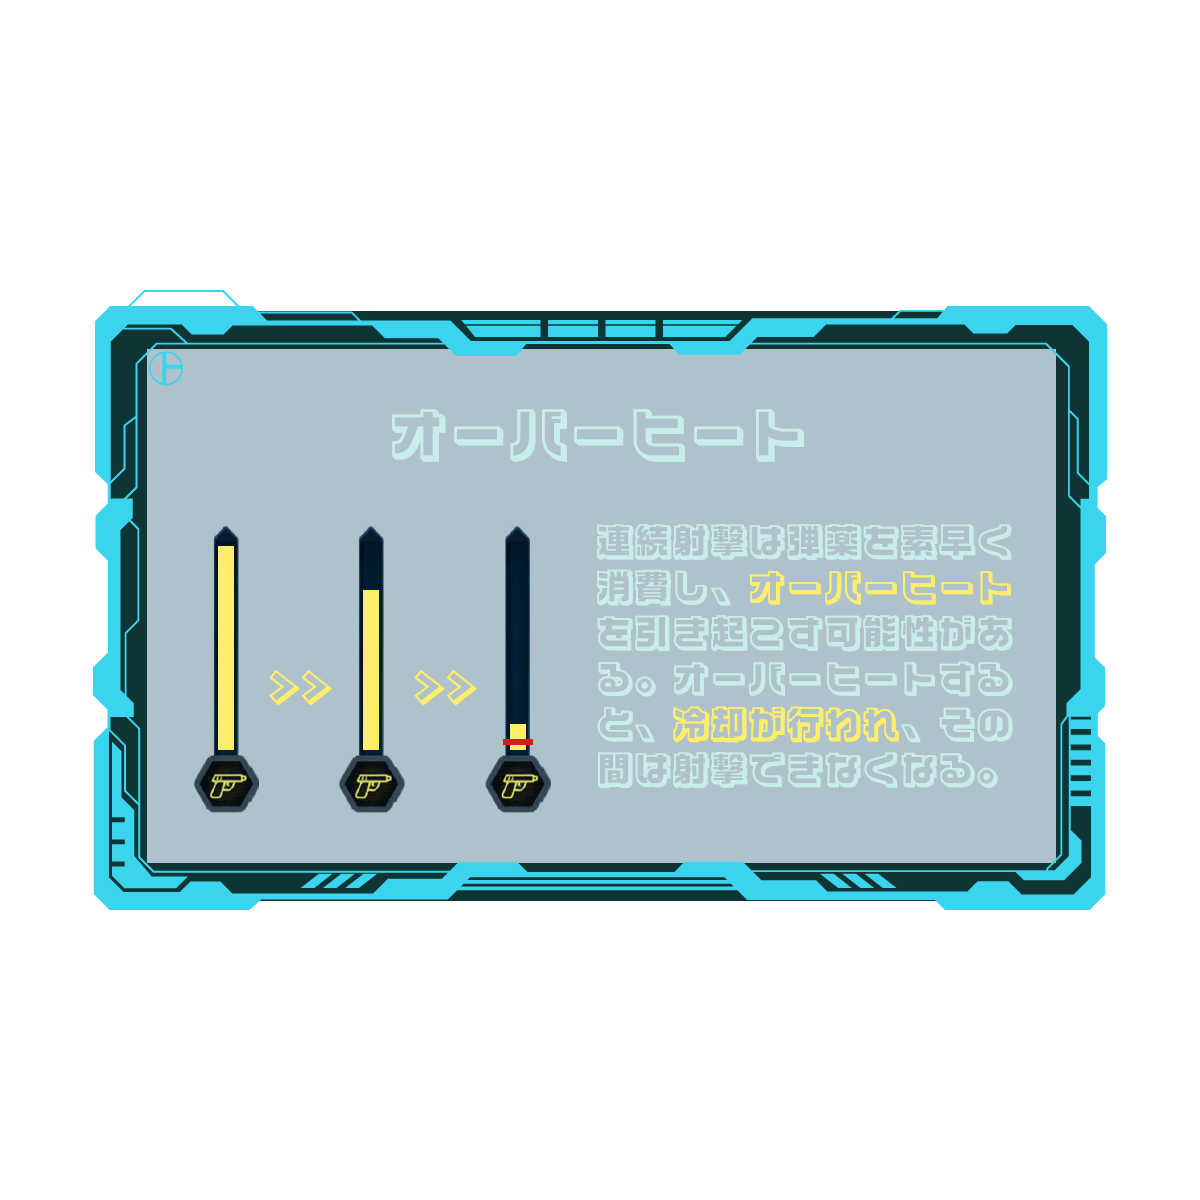 オーバーヒート
連続射撃は弾薬を素早く
消費し、オーバーヒート
を引き起こす可能性があ
る。オーバーヒートする
と、冷却が行われ、その
間は射撃できなくなる。